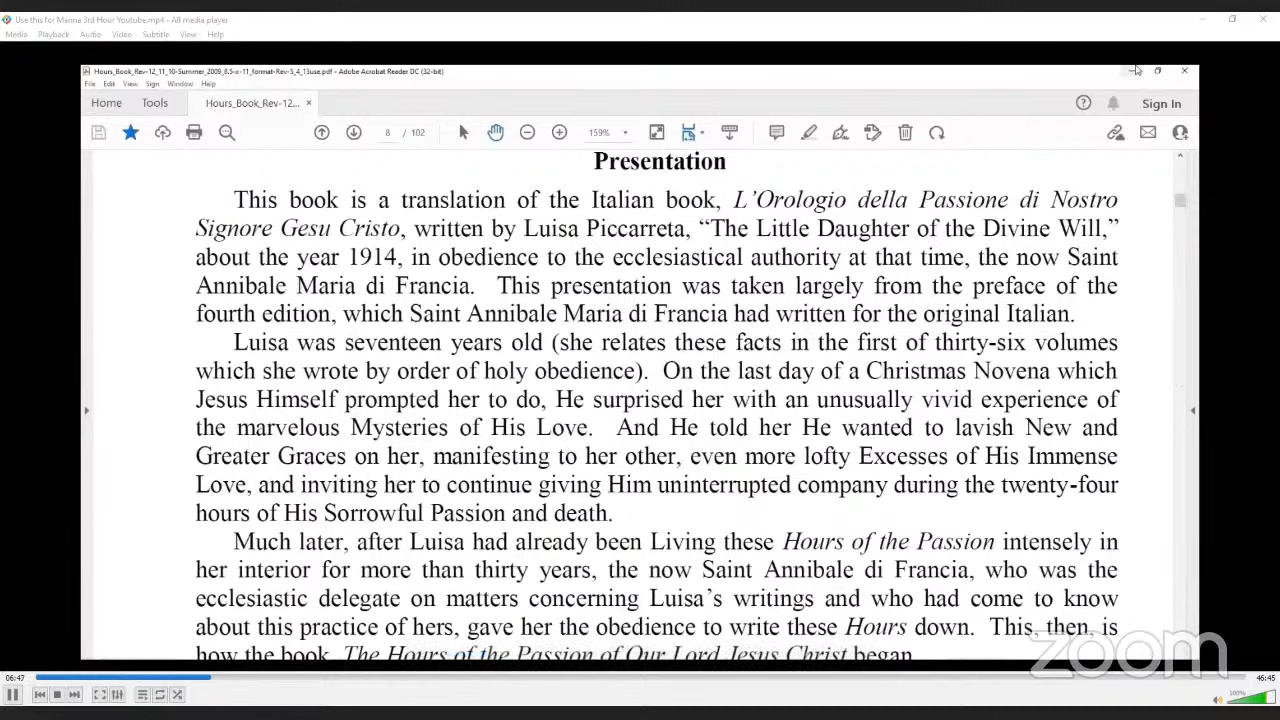 Use this for Manna 3rd Hour Youtube.mp4 - All media player
Media Playback Audio Video Subtitle View Help
Hours_Book_Rev-12_11_10-Summer_2009_8.5-x-11_format-Rev-5_4_13use.pdf - Adobe Acrobat Reader DC (32-bit)
File Edit View Sign Window Help
Home Tools Hours_Book_Rev-12... × Sign In
8 / 102 159%
Presentation
This book is a translation of the Italian book, L’Orologio della Passione di Nostro
Signore Gesu Cristo, written by Luisa Piccarreta, “The Little Daughter of the Divine Will,”
about the year 1914, in obedience to the ecclesiastical authority at that time, the now Saint
Annibale Maria di Francia. This presentation was taken largely from the preface of the
fourth edition, which Saint Annibale Maria di Francia had written for the original Italian.
Luisa was seventeen years old (she relates these facts in the first of thirty-six volumes
which she wrote by order of holy obedience). On the last day of a Christmas Novena which
Jesus Himself prompted her to do, He surprised her with an unusually vivid experience of
the marvelous Mysteries of His Love. And He told her He wanted to lavish New and
Greater Graces on her, manifesting to her other, even more lofty Excesses of His Immense
Love, and inviting her to continue giving Him uninterrupted company during the twenty-four
hours of His Sorrowful Passion and death.
Much later, after Luisa had already been Living these Hours of the Passion intensely in
her interior for more than thirty years, the now Saint Annibale di Francia, who was the
ecclesiastic delegate on matters concerning Luisa’s writings and who had come to know
about this practice of hers, gave her the obedience to write these Hours down. This, then, is
how the book, The Hours of the Passion of Our Lord Jesus Christ began.
zoom
06:47 46:45
100%